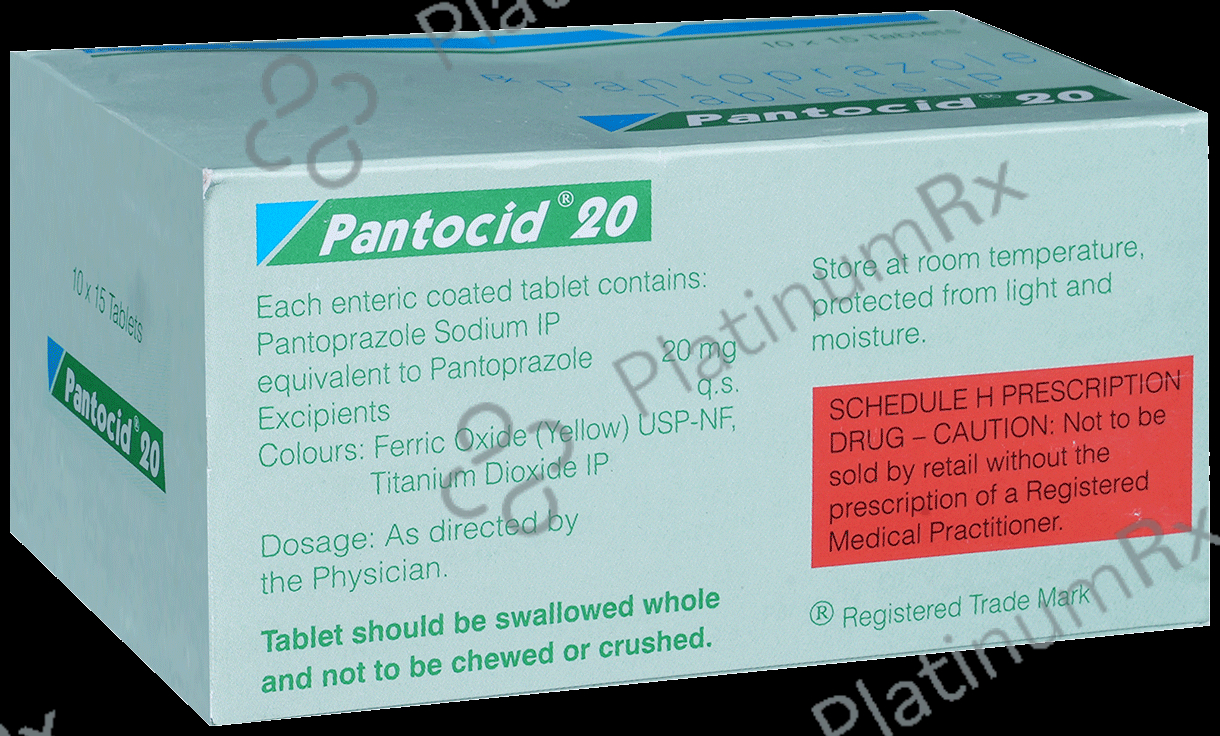 10 x 15 Tablets
Rx Pantoprazole
Tablets IP
Pantocid® 20
10 x 15 Tablets
Pantocid® 20
Pantocid® 20
Each enteric coated tablet contains:
Pantoprazole Sodium IP
equivalent to Pantoprazole 20 mg
Excipients q.s.
Colours: Ferric Oxide (Yellow) USP-NF,
Titanium Dioxide IP
Dosage: As directed by
the Physician.
Tablet should be swallowed whole
and not to be chewed or crushed.
Store at room temperature,
protected from light and
moisture.
SCHEDULE H PRESCRIPTION
DRUG – CAUTION: Not to be
sold by retail without the
prescription of a Registered
Medical Practitioner.
® Registered Trade Mark
PlatinumRx
PlatinumRx